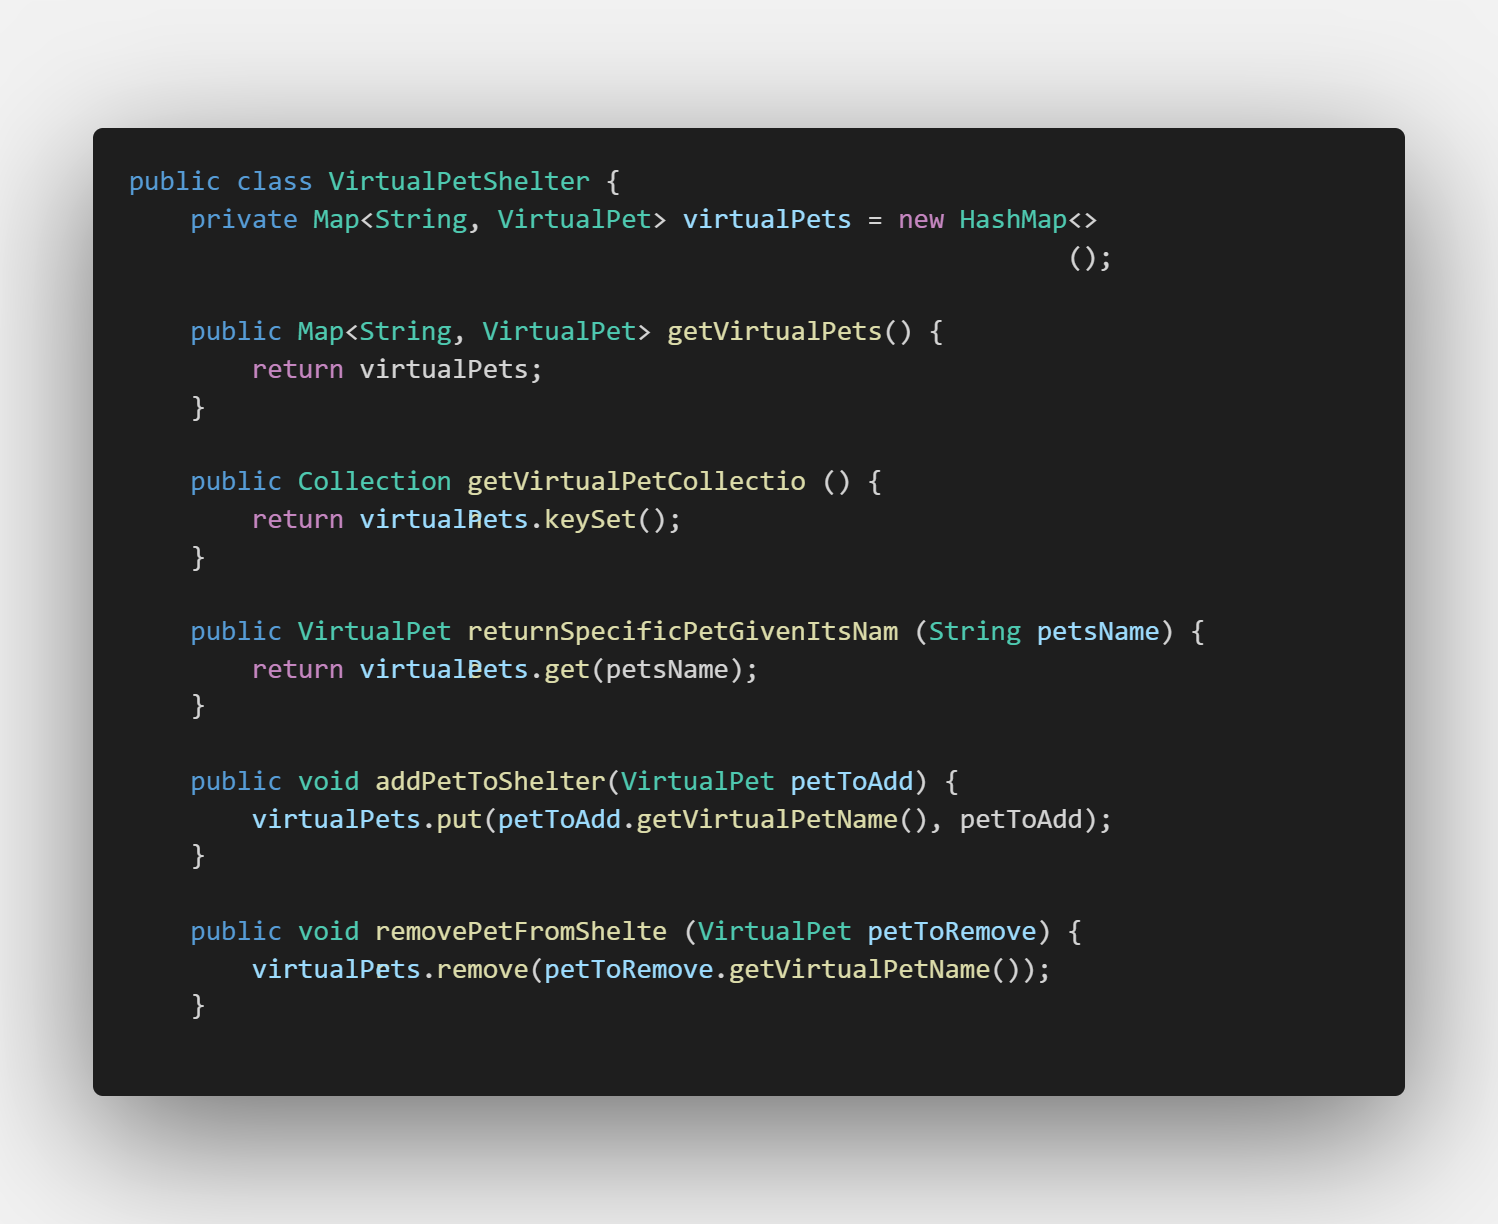 public class VirtualPetShelter {
    private Map<String, VirtualPet> virtualPets = new HashMap<>
                                                             ();

    public Map<String, VirtualPet> getVirtualPets() {
        return virtualPets;
    }

    public Collection getVirtualPetCollectio () {
        return virtualPets.keySet();
    }

    public VirtualPet returnSpecificPetGivenItsNam (String petsName) {
        return virtualPets.get(petsName);
    }

    public void addPetToShelter(VirtualPet petToAdd) {
        virtualPets.put(petToAdd.getVirtualPetName(), petToAdd);
    }

    public void removePetFromShelte (VirtualPet petToRemove) {
        virtualPets.remove(petToRemove.getVirtualPetName());
    }